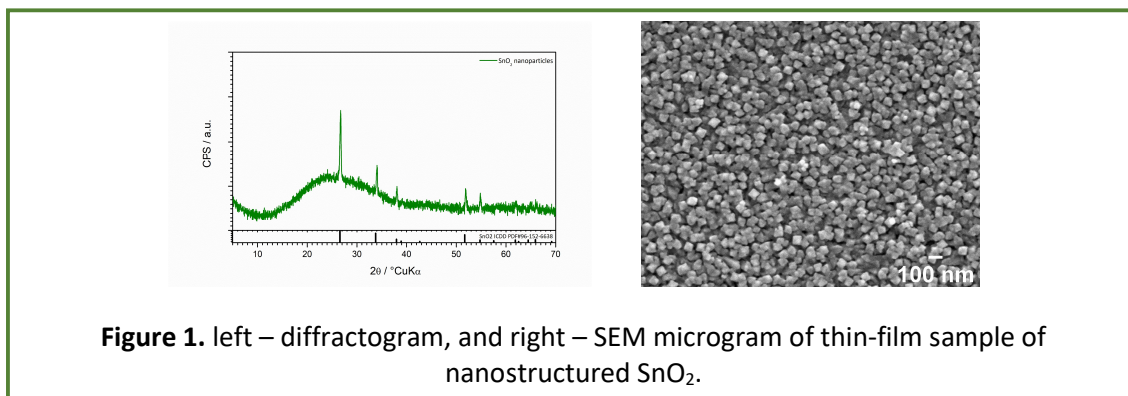 SnO₂ nanoparticles
CPS / a.u.
SnO2 ICDD PDF#96-152-6638
10 20 30 40 50 60 70
2θ / °CuKα
100 nm
Figure 1. left – diffractogram, and right – SEM microgram of thin-film sample of
nanostructured SnO₂.